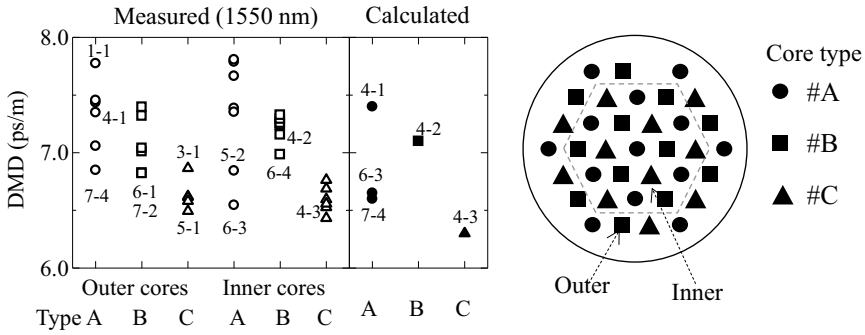 Measured (1550 nm)
Calculated
DMD (ps/m)
8.0
7.0
6.0
1-1
4-1
7-4
6-1
7-2
3-1
5-1
5-2
6-3
4-2
6-4
4-3
4-1
6-3
7-4
4-2
4-3
Outer cores
Inner cores
Type A B C A B C A B C
Core type
#A
#B
#C
Outer
Inner